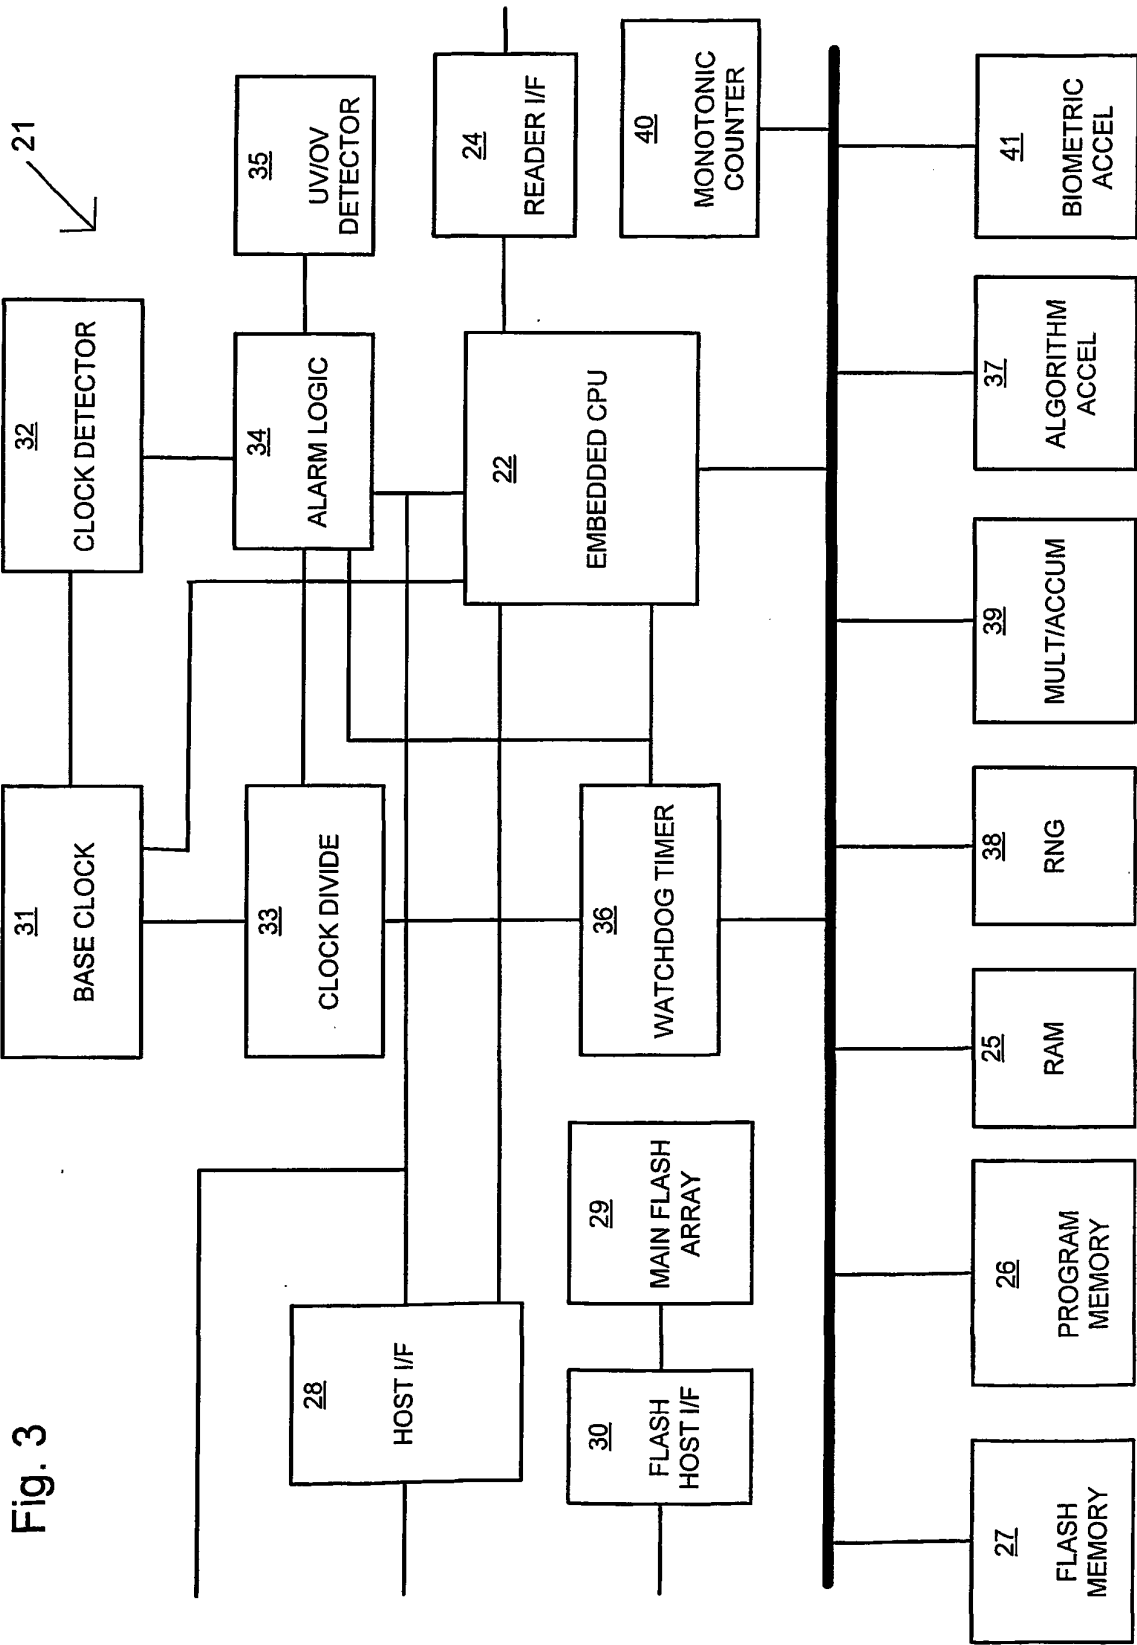 Fig. 3
21
31
BASE CLOCK
32
CLOCK DETECTOR
33
CLOCK DIVIDE
34
ALARM LOGIC
35
UV/OV
DETECTOR
28
HOST I/F
22
EMBEDDED CPU
24
READER I/F
30
FLASH
HOST I/F
29
MAIN FLASH
ARRAY
36
WATCHDOG TIMER
40
MONOTONIC
COUNTER
27
FLASH
MEMORY
26
PROGRAM
MEMORY
25
RAM
38
RNG
39
MULT/ACCUM
37
ALGORITHM
ACCEL
41
BIOMETRIC
ACCEL